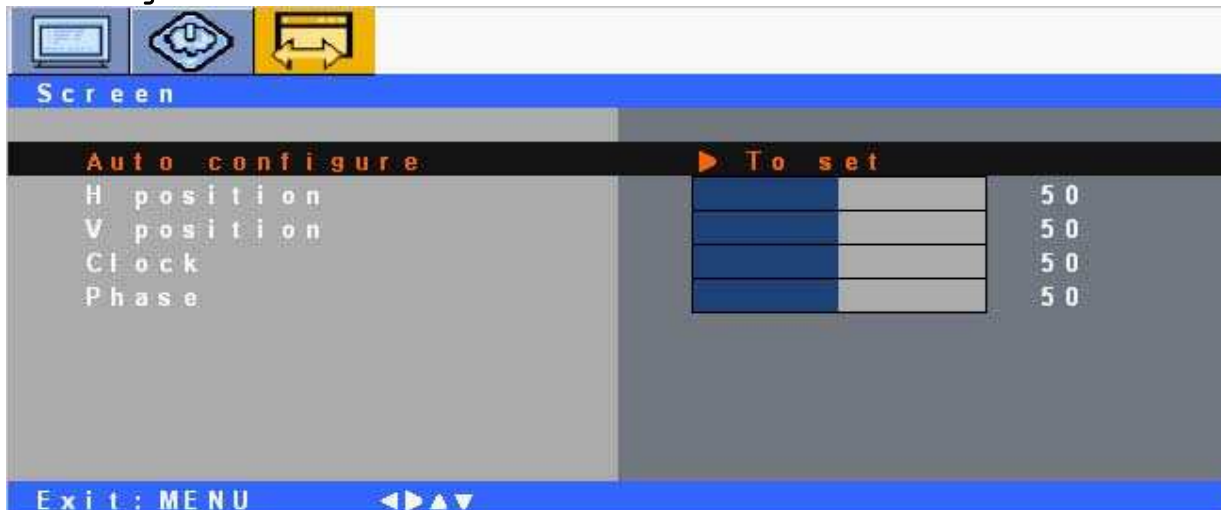 Screen
Auto configure ▶ To set
H position 50
V position 50
Clock 50
Phase 50
Exit: MENU ◀▶▲▼